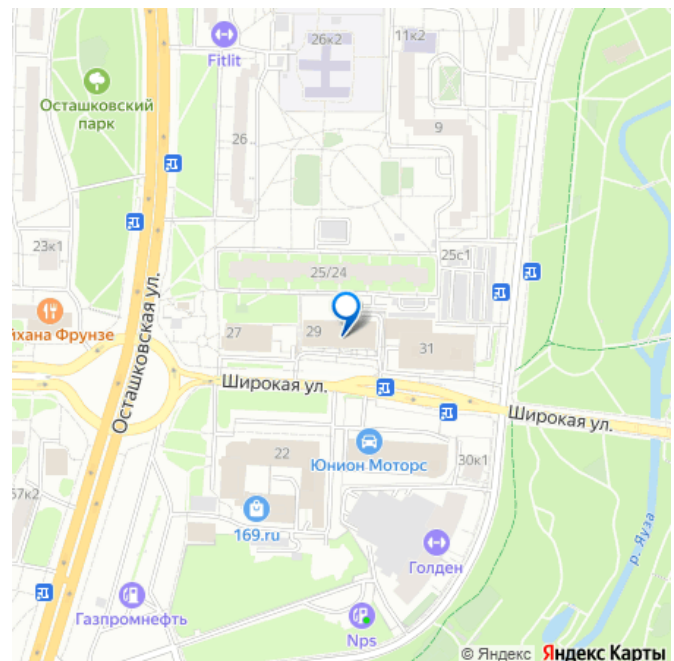 26к2
11к2
Fitlit
Осташковский
парк
26
9
23к1
25с1
25/24
йхана Фрунзе
27
29
31
Осташковская ул.
Широкая ул.
Широкая ул.
22
Юнион Моторс
30к1
57к2
169.ru
Голден
р. Яуза
Газпромнефть
Nps
© Яндекс Яндекс Карты